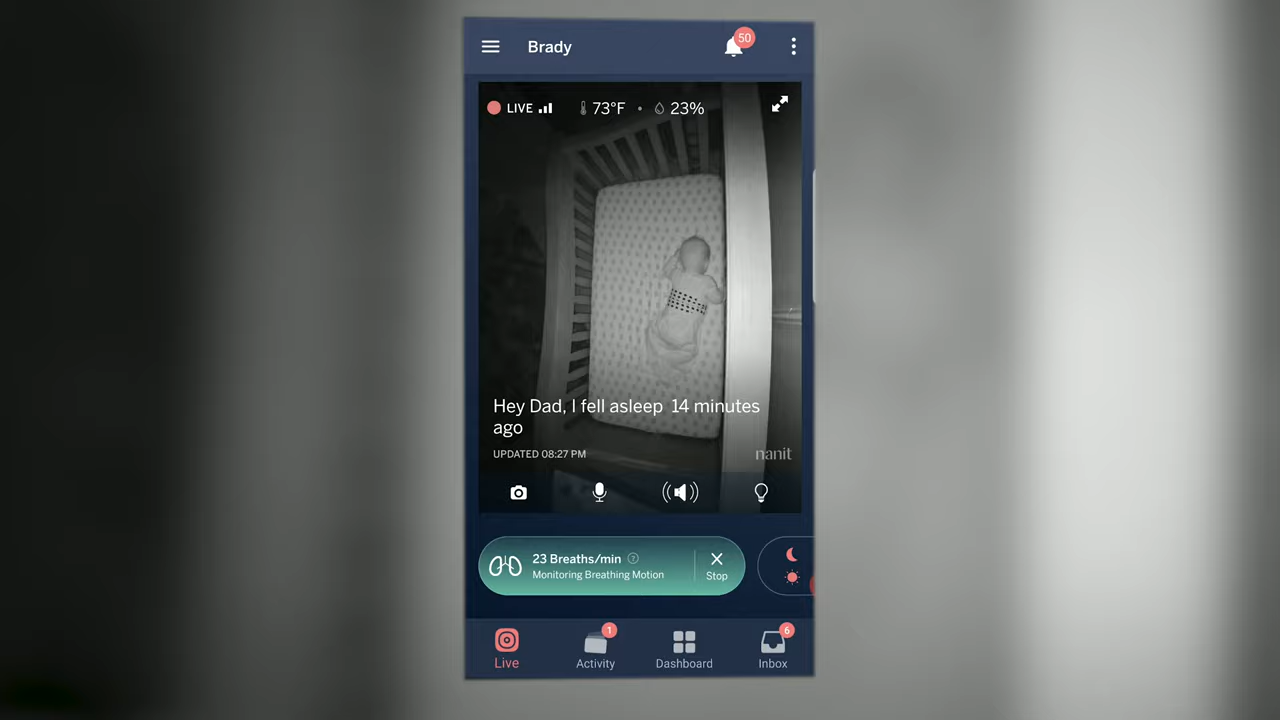 Brady
50
LIVE 73°F • 23%
Hey Dad, I fell asleep 14 minutes
ago
UPDATED 08:27 PM
nanit
23 Breaths/min ?
Monitoring Breathing Motion
Stop
Live
1
Activity
Dashboard
6
Inbox